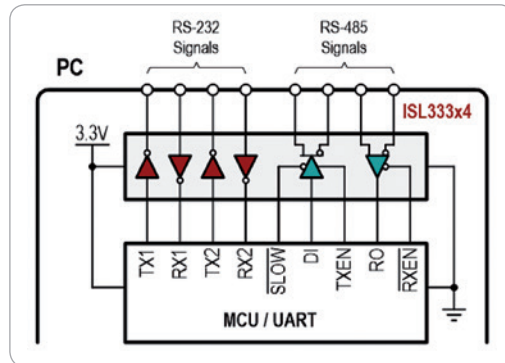 RS-232 Signals
RS-485 Signals
PC
ISL333x4
3.3V
TX1
RX1
TX2
RX2
SLOW
DI
TXEN
RO
RXEN
MCU / UART